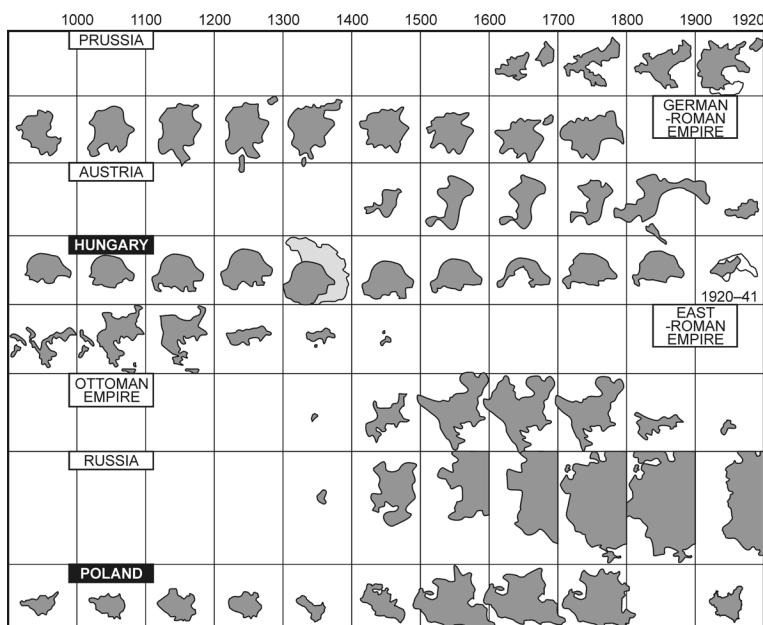 1000 1100 1200 1300 1400 1500 1600 1700 1800 1900 1920
PRUSSIA
GERMAN
-ROMAN
EMPIRE
AUSTRIA
HUNGARY
1920–41
EAST
-ROMAN
EMPIRE
OTTOMAN
EMPIRE
RUSSIA
POLAND